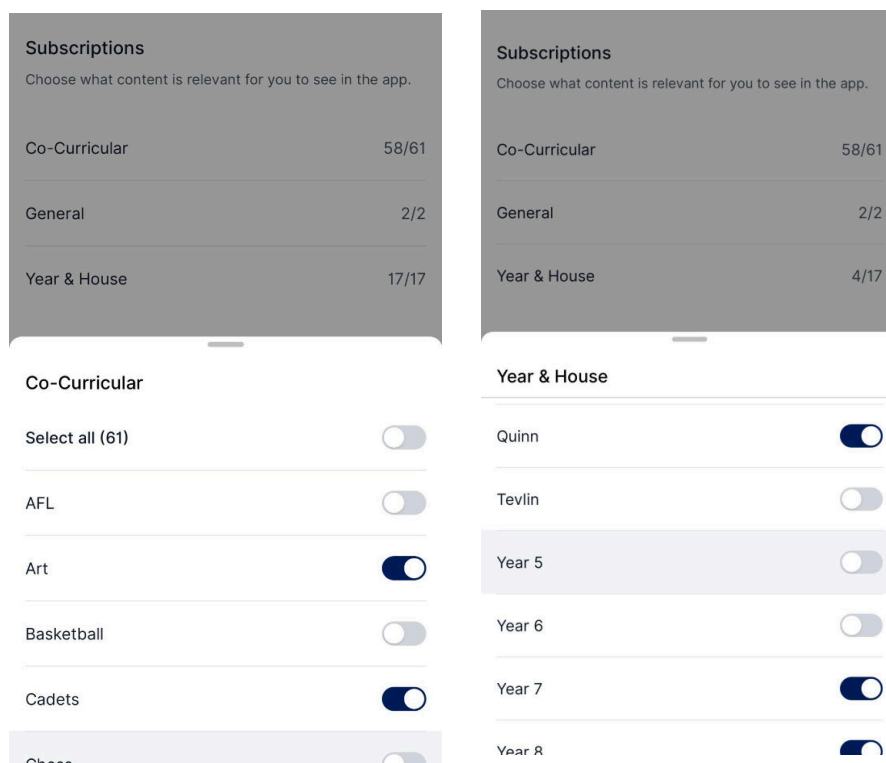 Subscriptions
Choose what content is relevant for you to see in the app.
Co-Curricular 58/61
General 2/2
Year & House 17/17
Co-Curricular
Select all (61)
AFL
Art
Basketball
Cadets
Chess
Subscriptions
Choose what content is relevant for you to see in the app.
Co-Curricular 58/61
General 2/2
Year & House 4/17
Year & House
Quinn
Tevlin
Year 5
Year 6
Year 7
Year 8